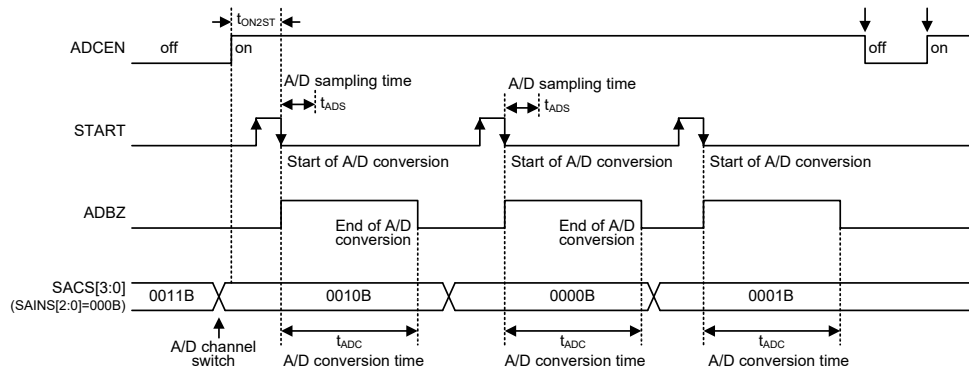 tON2ST
ADCEN
off
on
off
on
A/D sampling time
A/D sampling time
tADS
tADS
START
Start of A/D conversion
Start of A/D conversion
Start of A/D conversion
ADBZ
End of A/D
conversion
End of A/D
conversion
SACS[3:0]
(SAINS[2:0]=000B)
0011B
0010B
0000B
0001B
A/D channel
switch
tADC
A/D conversion time
tADC
A/D conversion time
tADC
A/D conversion time